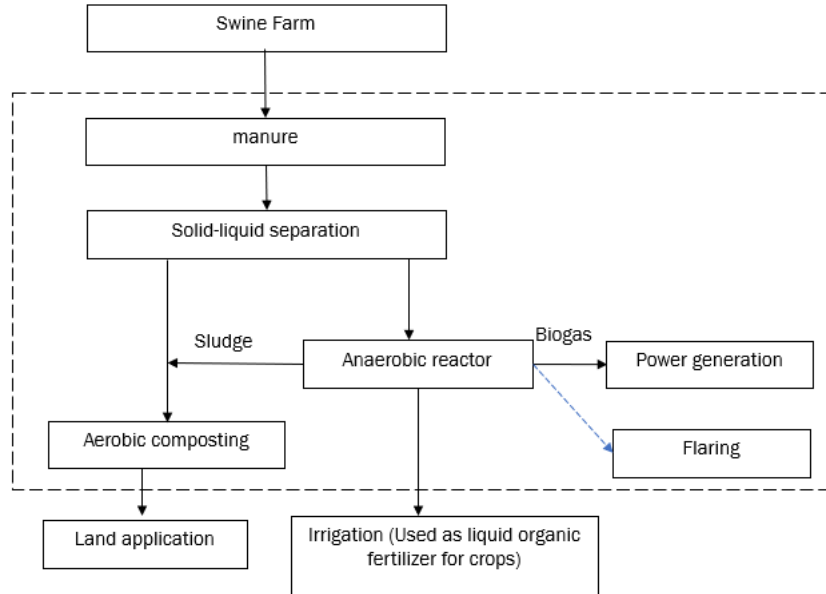 Swine Farm
manure
Solid-liquid separation
Sludge
Anaerobic reactor
Biogas
Power generation
Aerobic composting
Flaring
Land application
Irrigation (Used as liquid organic
fertilizer for crops)